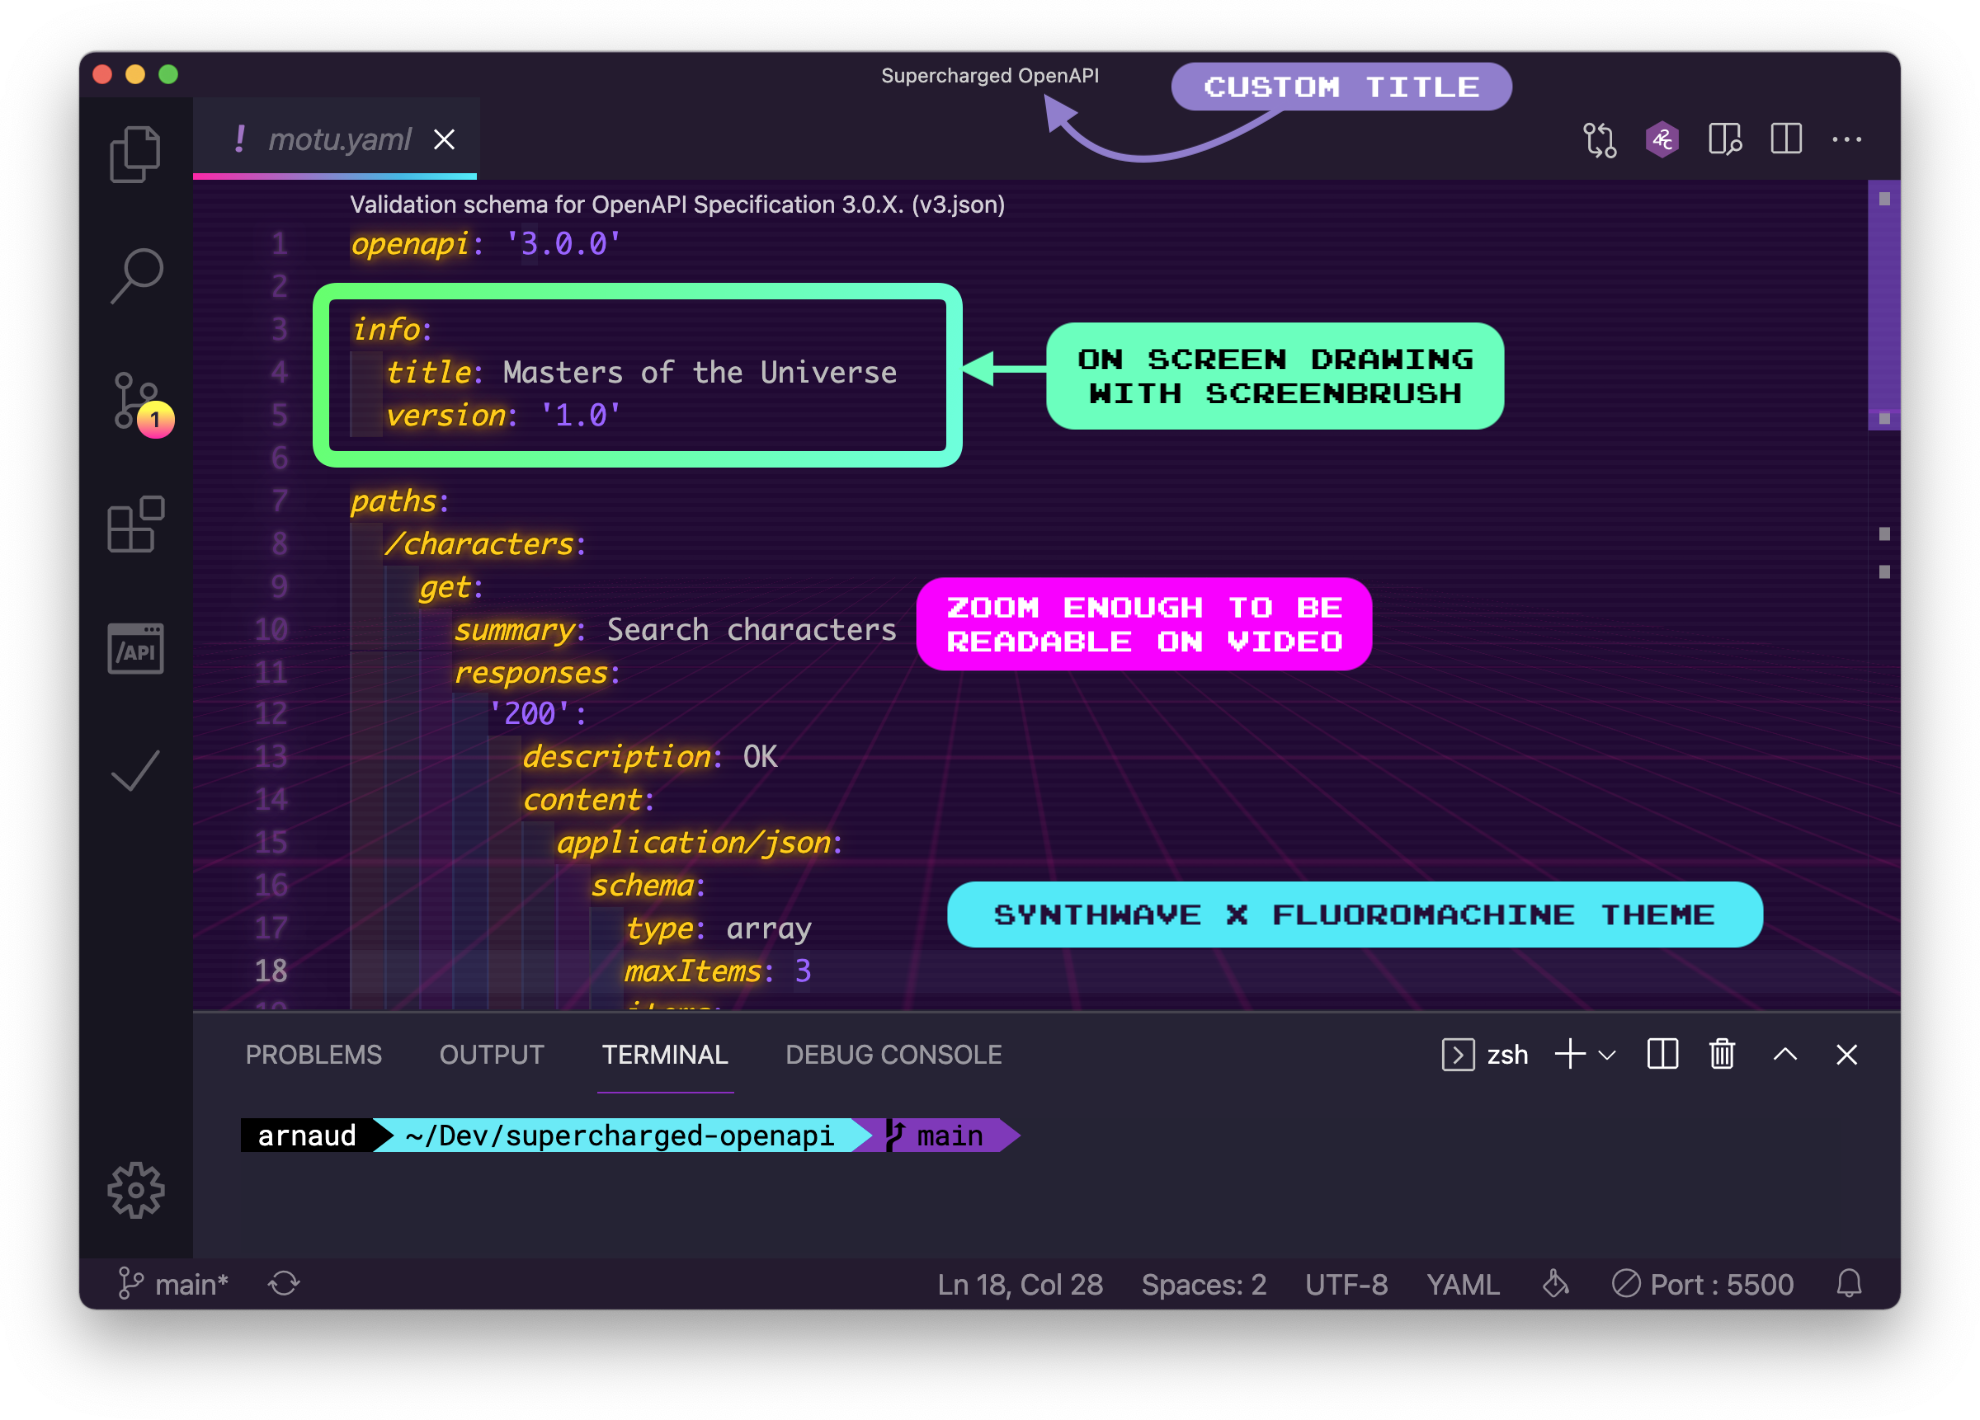 Supercharged OpenAPI
CUSTOM TITLE
! motu.yaml
42C
Validation schema for OpenAPI Specification 3.0.X. (v3.json)
1 openapi: '3.0.0'
2
3 info:
4 title: Masters of the Universe
5 version: '1.0'
6
ON SCREEN DRAWING
WITH SCREENBRUSH
1
7 paths:
8 /characters:
9 get:
10 summary: Search characters
11 responses:
12 '200':
13 description: OK
14 content:
15 application/json:
16 schema:
17 type: array
18 maxItems: 3
19 items:
/API
ZOOM ENOUGH TO BE
READABLE ON VIDEO
SYNTHWAVE X FLUOROMACHINE THEME
PROBLEMS OUTPUT TERMINAL DEBUG CONSOLE zsh
arnaud ~/Dev/supercharged-openapi main
main* Ln 18, Col 28 Spaces: 2 UTF-8 YAML Port : 5500